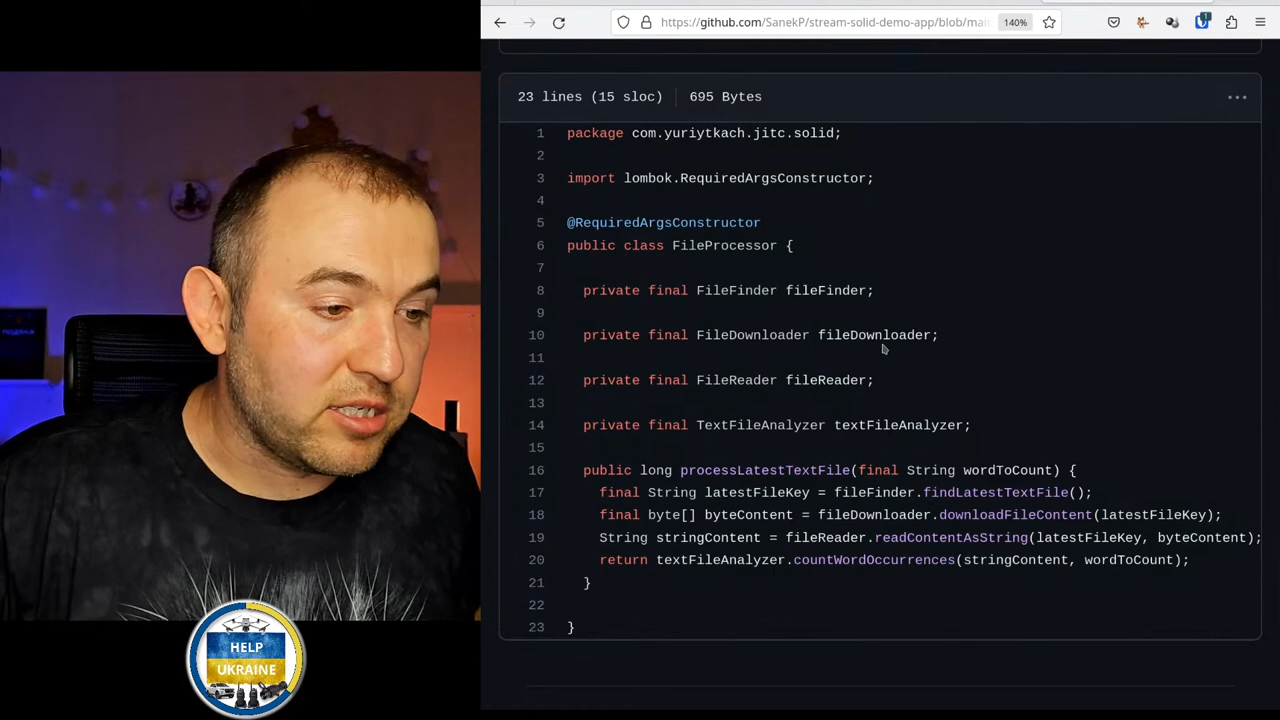 https://github.com/SanekP/stream-solid-demo-app/blob/mai
140%
1
23 lines (15 sloc)
695 Bytes
1 package com.yuriytkach.jitc.solid;
2
3 import lombok.RequiredArgsConstructor;
4
5 @RequiredArgsConstructor
6 public class FileProcessor {
7
8 private final FileFinder fileFinder;
9
10 private final FileDownloader fileDownloader;
11
12 private final FileReader fileReader;
13
14 private final TextFileAnalyzer textFileAnalyzer;
15
16 public long processLatestTextFile(final String wordToCount) {
17 final String latestFileKey = fileFinder.findLatestTextFile();
18 final byte[] byteContent = fileDownloader.downloadFileContent(latestFileKey);
19 String stringContent = fileReader.readContentAsString(latestFileKey, byteContent);
20 return textFileAnalyzer.countWordOccurrences(stringContent, wordToCount);
21 }
22
23 }
HELP
UKRAINE